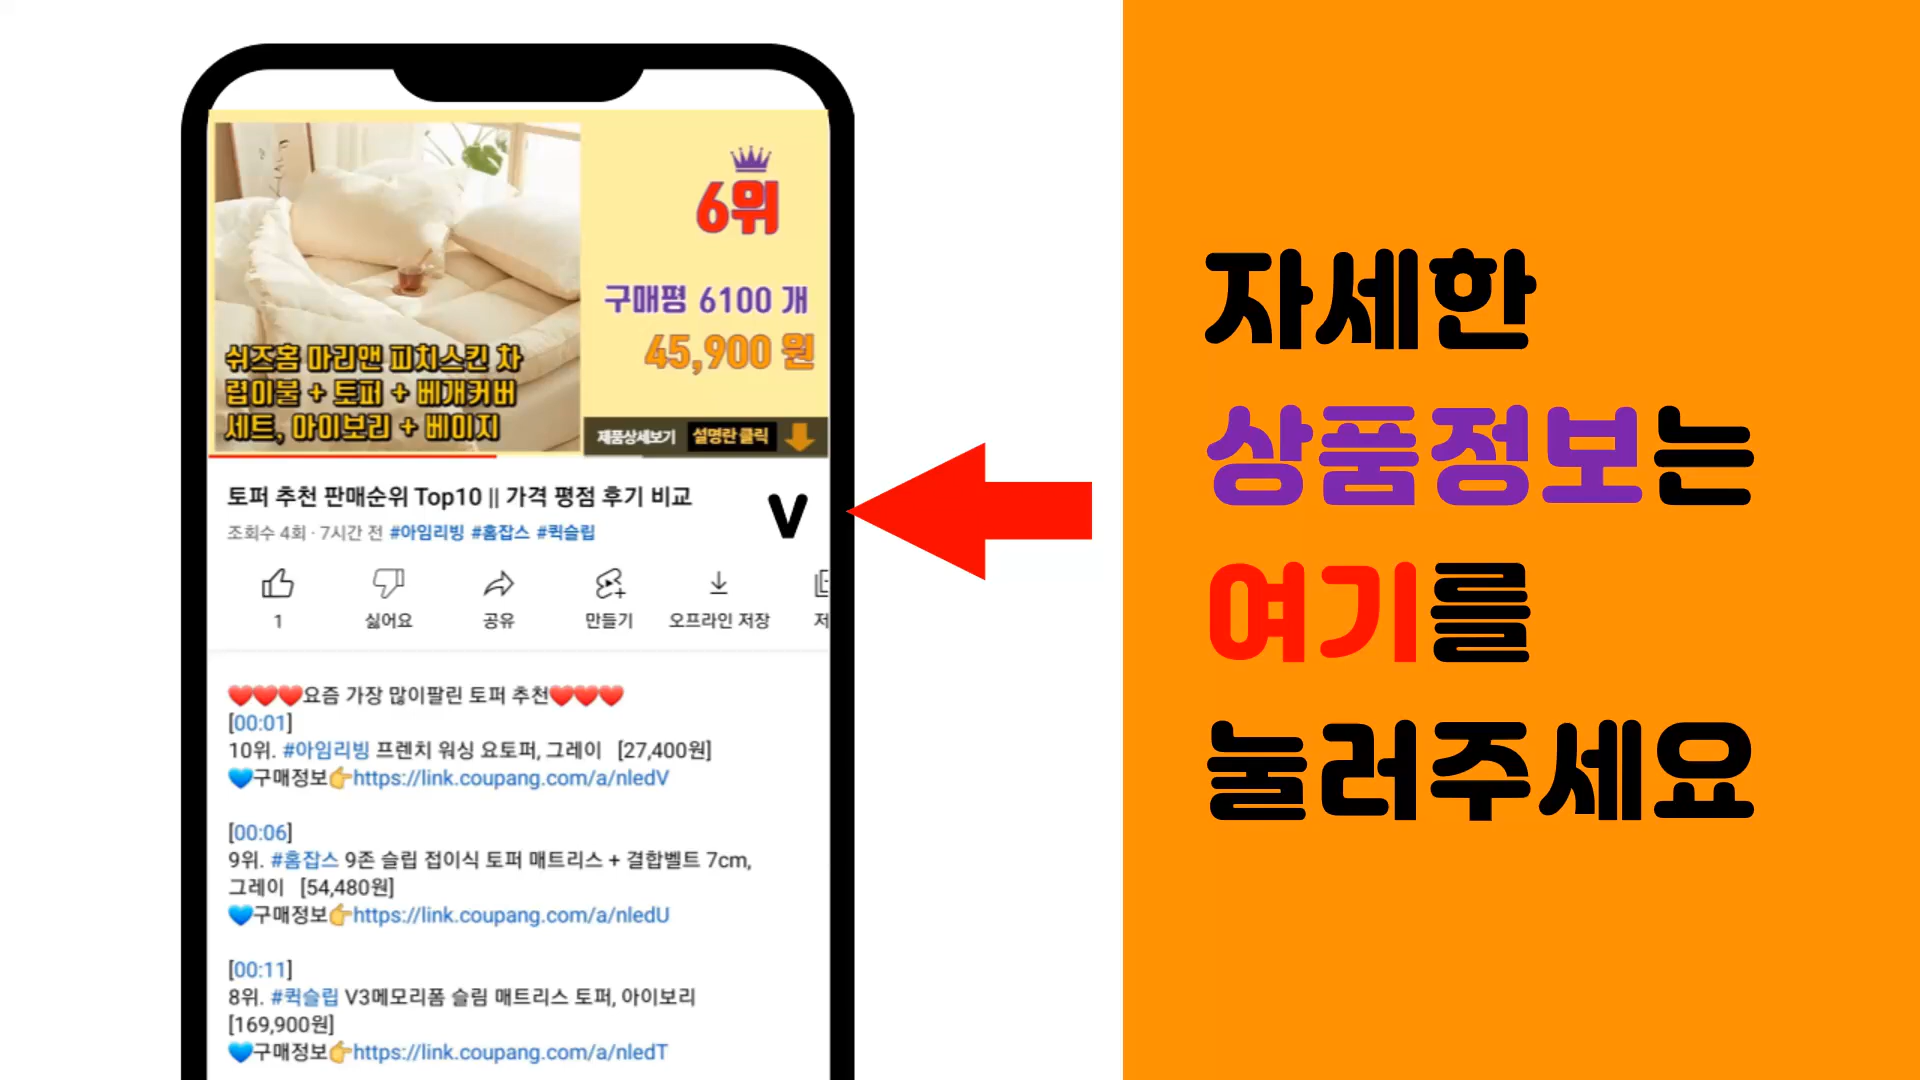 6위
구매평 6100 개
45,900 원
쉬즈홈 마리앤 피치스킨 차
렵이불 + 토퍼 + 베개커버
세트, 아이보리 + 베이지
제품상세보기 설명란 클릭
토퍼 추천 판매순위 Top10 || 가격 평점 후기 비교
V
조회수 4회 · 7시간 전 #아임리빙 #홈잡스 #퀵슬립
1 싫어요 공유 만들기 오프라인 저장 저
❤️❤️❤️요즘 가장 많이팔린 토퍼 추천❤️❤️❤️
[00:01]
10위. #아임리빙 프렌치 워싱 요토퍼, 그레이 [27,400원]
💙구매정보👉https://link.coupang.com/a/nledV
[00:06]
9위. #홈잡스 9존 슬립 접이식 토퍼 매트리스 + 결합벨트 7cm,
그레이 [54,480원]
💙구매정보👉https://link.coupang.com/a/nledU
[00:11]
8위. #퀵슬립 V3메모리폼 슬림 매트리스 토퍼, 아이보리
[169,900원]
💙구매정보👉https://link.coupang.com/a/nledT
자세한
상품정보는
여기를
눌러주세요